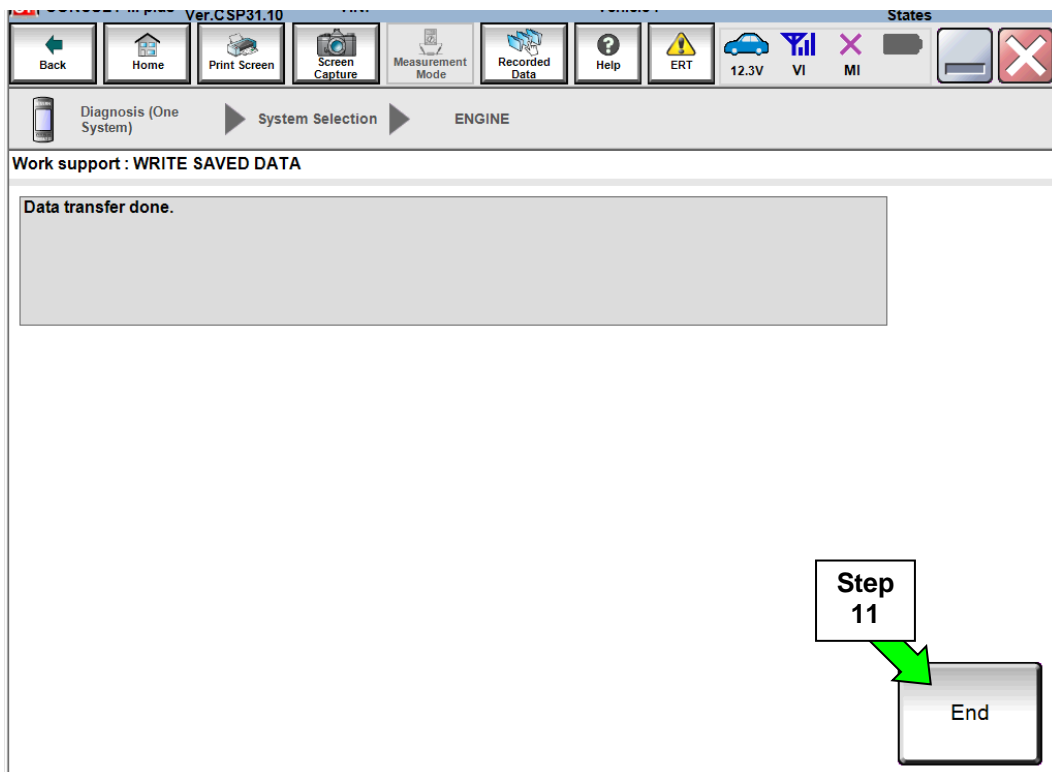 Ver.CSP31.10
States
Back
Home
Print Screen
Screen
Capture
Measurement
Mode
Recorded
Data
Help
ERT
12.3V
VI
MI
Diagnosis (One
System)
System Selection
ENGINE
Work support : WRITE SAVED DATA
Data transfer done.
Step
11
End